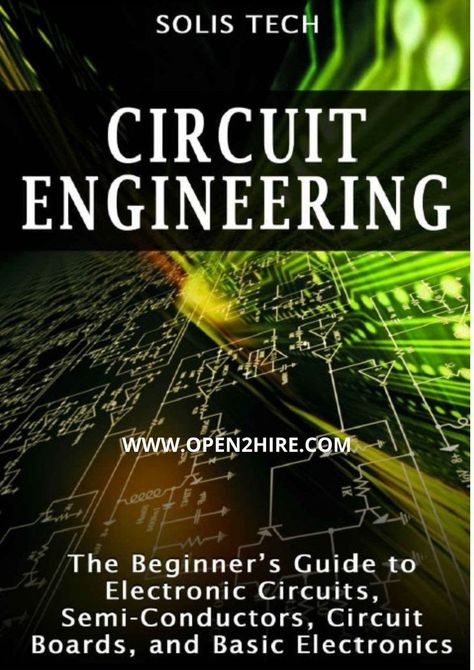 SOLIS TECH
CIRCUIT
ENGINEERING
WWW.OPEN2HIRE.COM
The Beginner's Guide to
Electronic Circuits,
Semi-Conductors, Circuit
Boards, and Basic Electronics